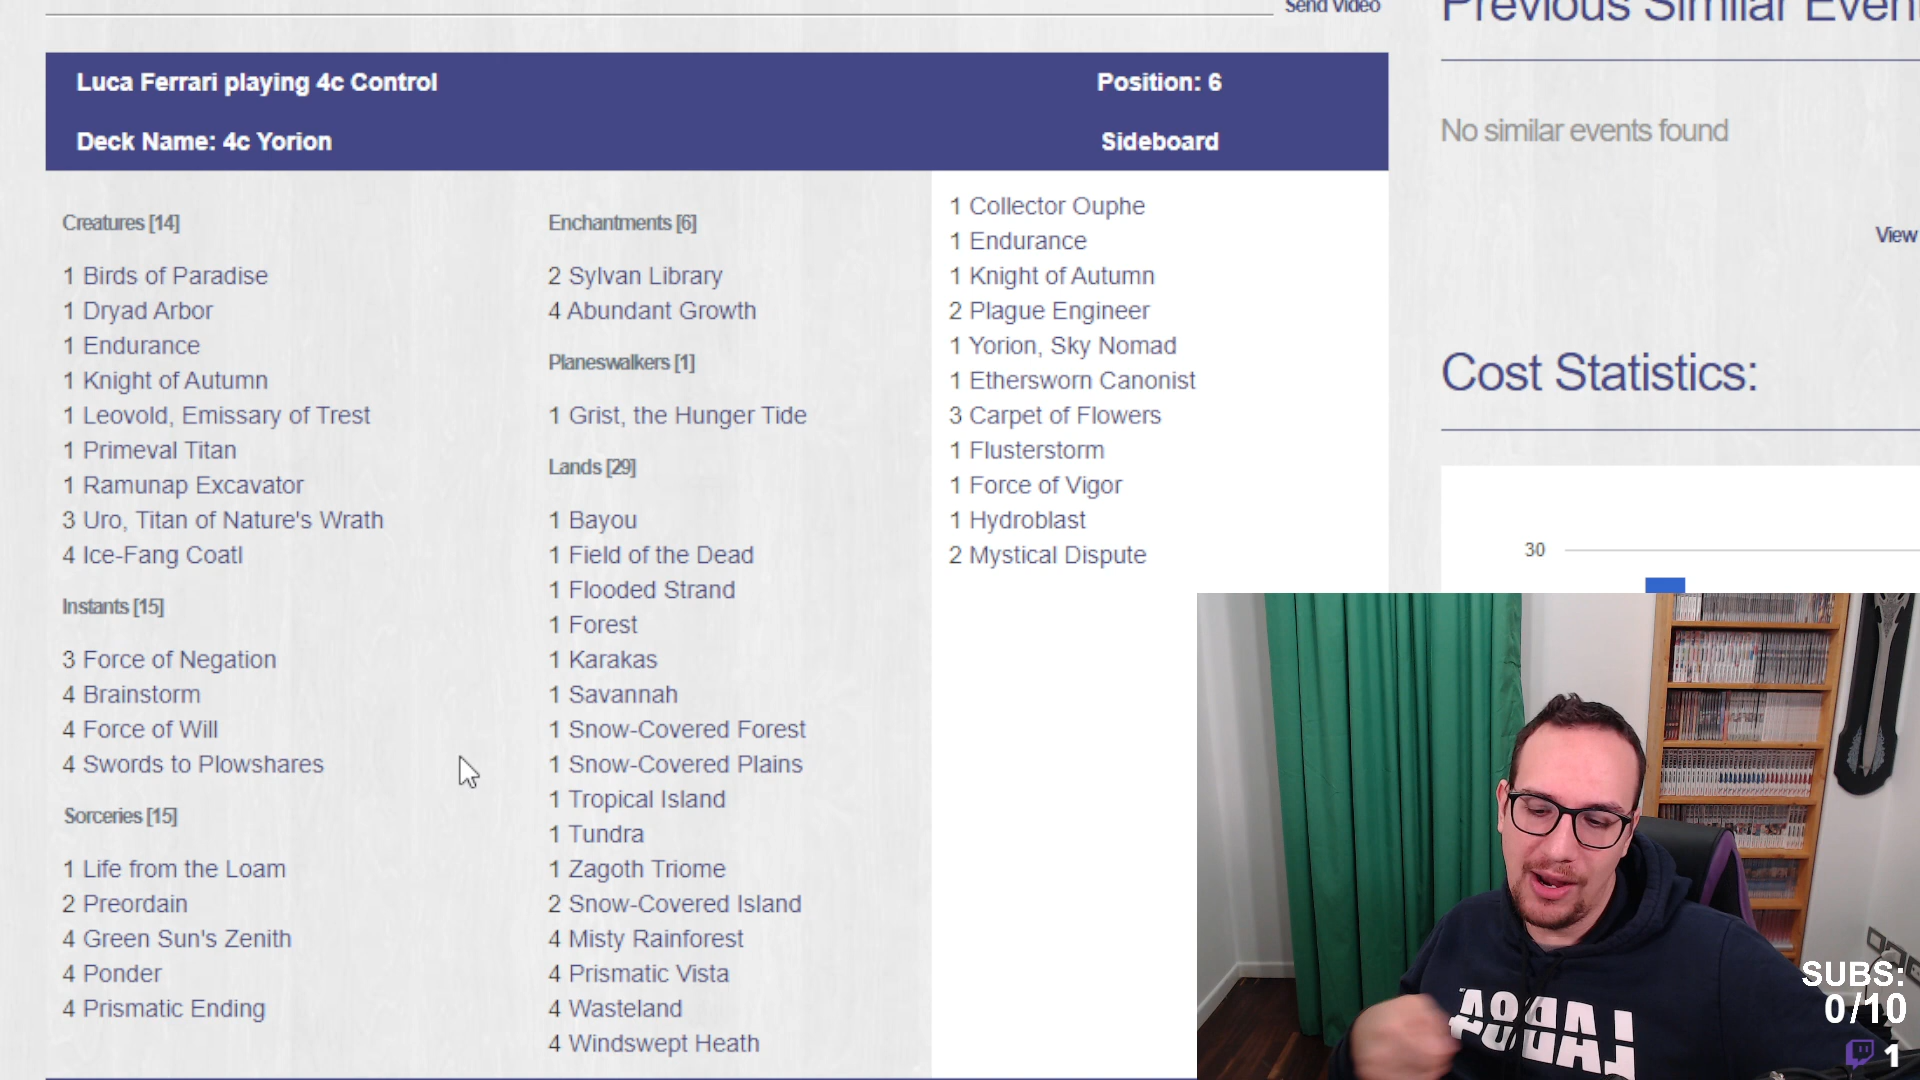 Send Video
Previous Similar Even
Luca Ferrari playing 4c Control
Position: 6
Deck Name: 4c Yorion
Sideboard
No similar events found
View
Cost Statistics:
30
Creatures [14]
1 Birds of Paradise
1 Dryad Arbor
1 Endurance
1 Knight of Autumn
1 Leovold, Emissary of Trest
1 Primeval Titan
1 Ramunap Excavator
3 Uro, Titan of Nature's Wrath
4 Ice-Fang Coatl
Instants [15]
3 Force of Negation
4 Brainstorm
4 Force of Will
4 Swords to Plowshares
Sorceries [15]
1 Life from the Loam
2 Preordain
4 Green Sun's Zenith
4 Ponder
4 Prismatic Ending
Enchantments [6]
2 Sylvan Library
4 Abundant Growth
Planeswalkers [1]
1 Grist, the Hunger Tide
Lands [29]
1 Bayou
1 Field of the Dead
1 Flooded Strand
1 Forest
1 Karakas
1 Savannah
1 Snow-Covered Forest
1 Snow-Covered Plains
1 Tropical Island
1 Tundra
1 Zagoth Triome
2 Snow-Covered Island
4 Misty Rainforest
4 Prismatic Vista
4 Wasteland
4 Windswept Heath
1 Collector Ouphe
1 Endurance
1 Knight of Autumn
2 Plague Engineer
1 Yorion, Sky Nomad
1 Ethersworn Canonist
3 Carpet of Flowers
1 Flusterstorm
1 Force of Vigor
1 Hydroblast
2 Mystical Dispute
SUBS:
0/10
1